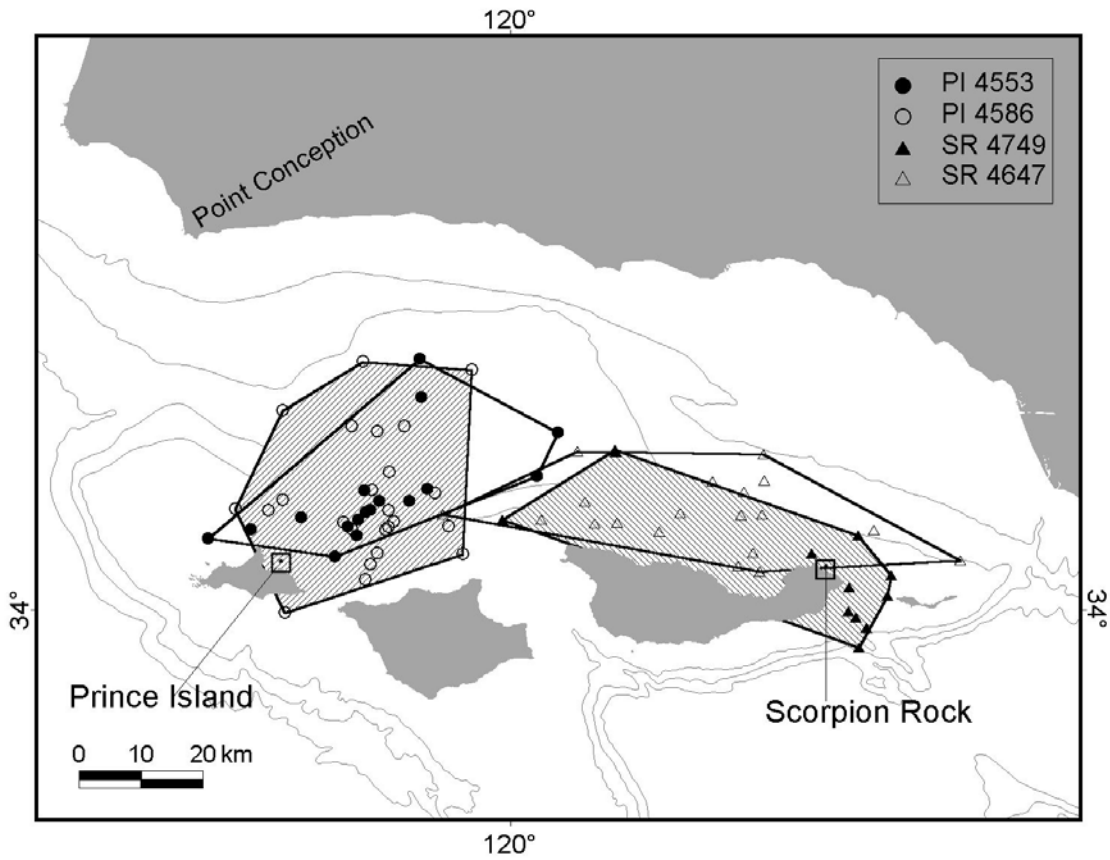 120°
PI 4553
PI 4586
SR 4749
SR 4647
Point Conception
34°
34°
Prince Island
Scorpion Rock
0 10 20 km
120°